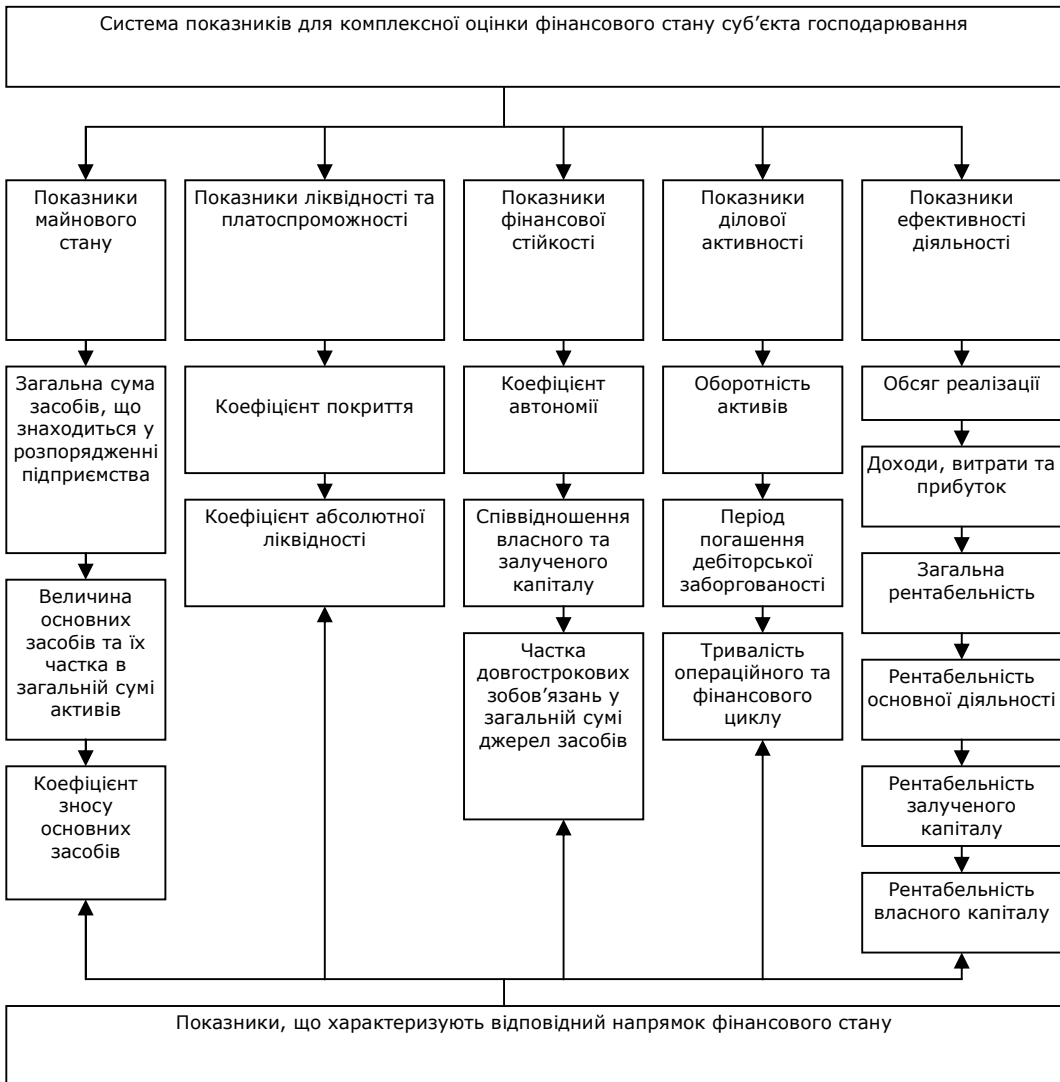 Система показників для комплексної оцінки фінансового стану суб’єкта господарювання
Показники
майнового
стану
Показники ліквідності та
платоспроможності
Показники
фінансової
стійкості
Показники
ділової
активності
Показники
ефективності
діяльності
Загальна сума
засобів, що
знаходиться у
розпорядженні
підприємства
Коефіцієнт покриття
Коефіцієнт
автономії
Оборотність
активів
Обсяг реалізації
Доходи, витрати та
прибуток
Коефіцієнт абсолютної
ліквідності
Співвідношення
власного та
залученого
капіталу
Період
погашення
дебіторської
заборгованості
Загальна
рентабельність
Величина
основних
засобів та їх
частка в
загальній сумі
активів
Частка
довгострокових
зобов’язань у
загальній сумі
джерел засобів
Тривалість
операційного та
фінансового
циклу
Рентабельність
основної діяльності
Коефіцієнт
зносу
основних
засобів
Рентабельність
залученого
капіталу
Рентабельність
власного капіталу
Показники, що характеризують відповідний напрямок фінансового стану